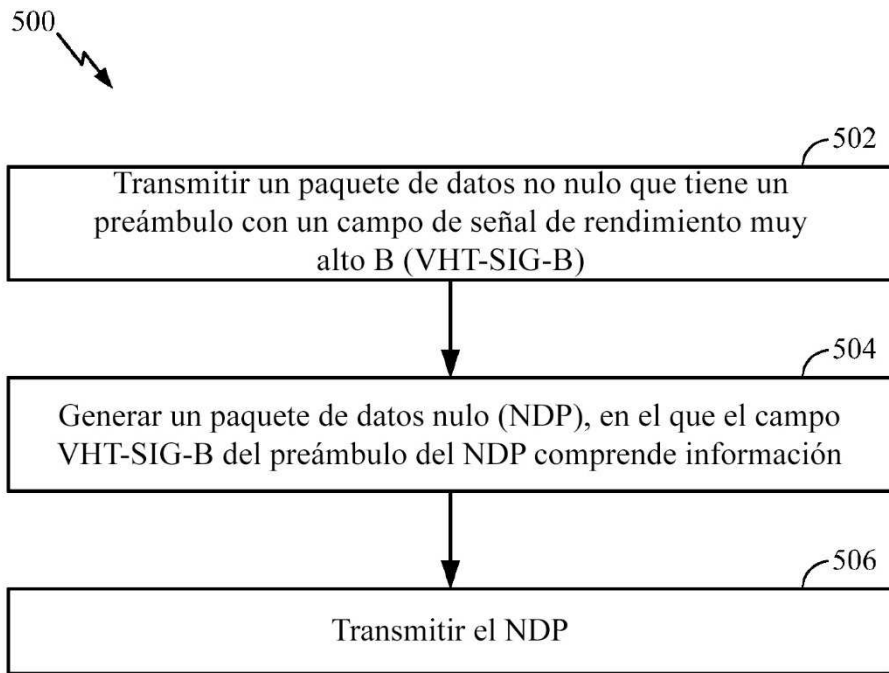 500
502
Transmitir un paquete de datos no nulo que tiene un
preámbulo con un campo de señal de rendimiento muy
alto B (VHT-SIG-B)
504
Generar un paquete de datos nulo (NDP), en el que el campo
VHT-SIG-B del preámbulo del NDP comprende información
506
Transmitir el NDP